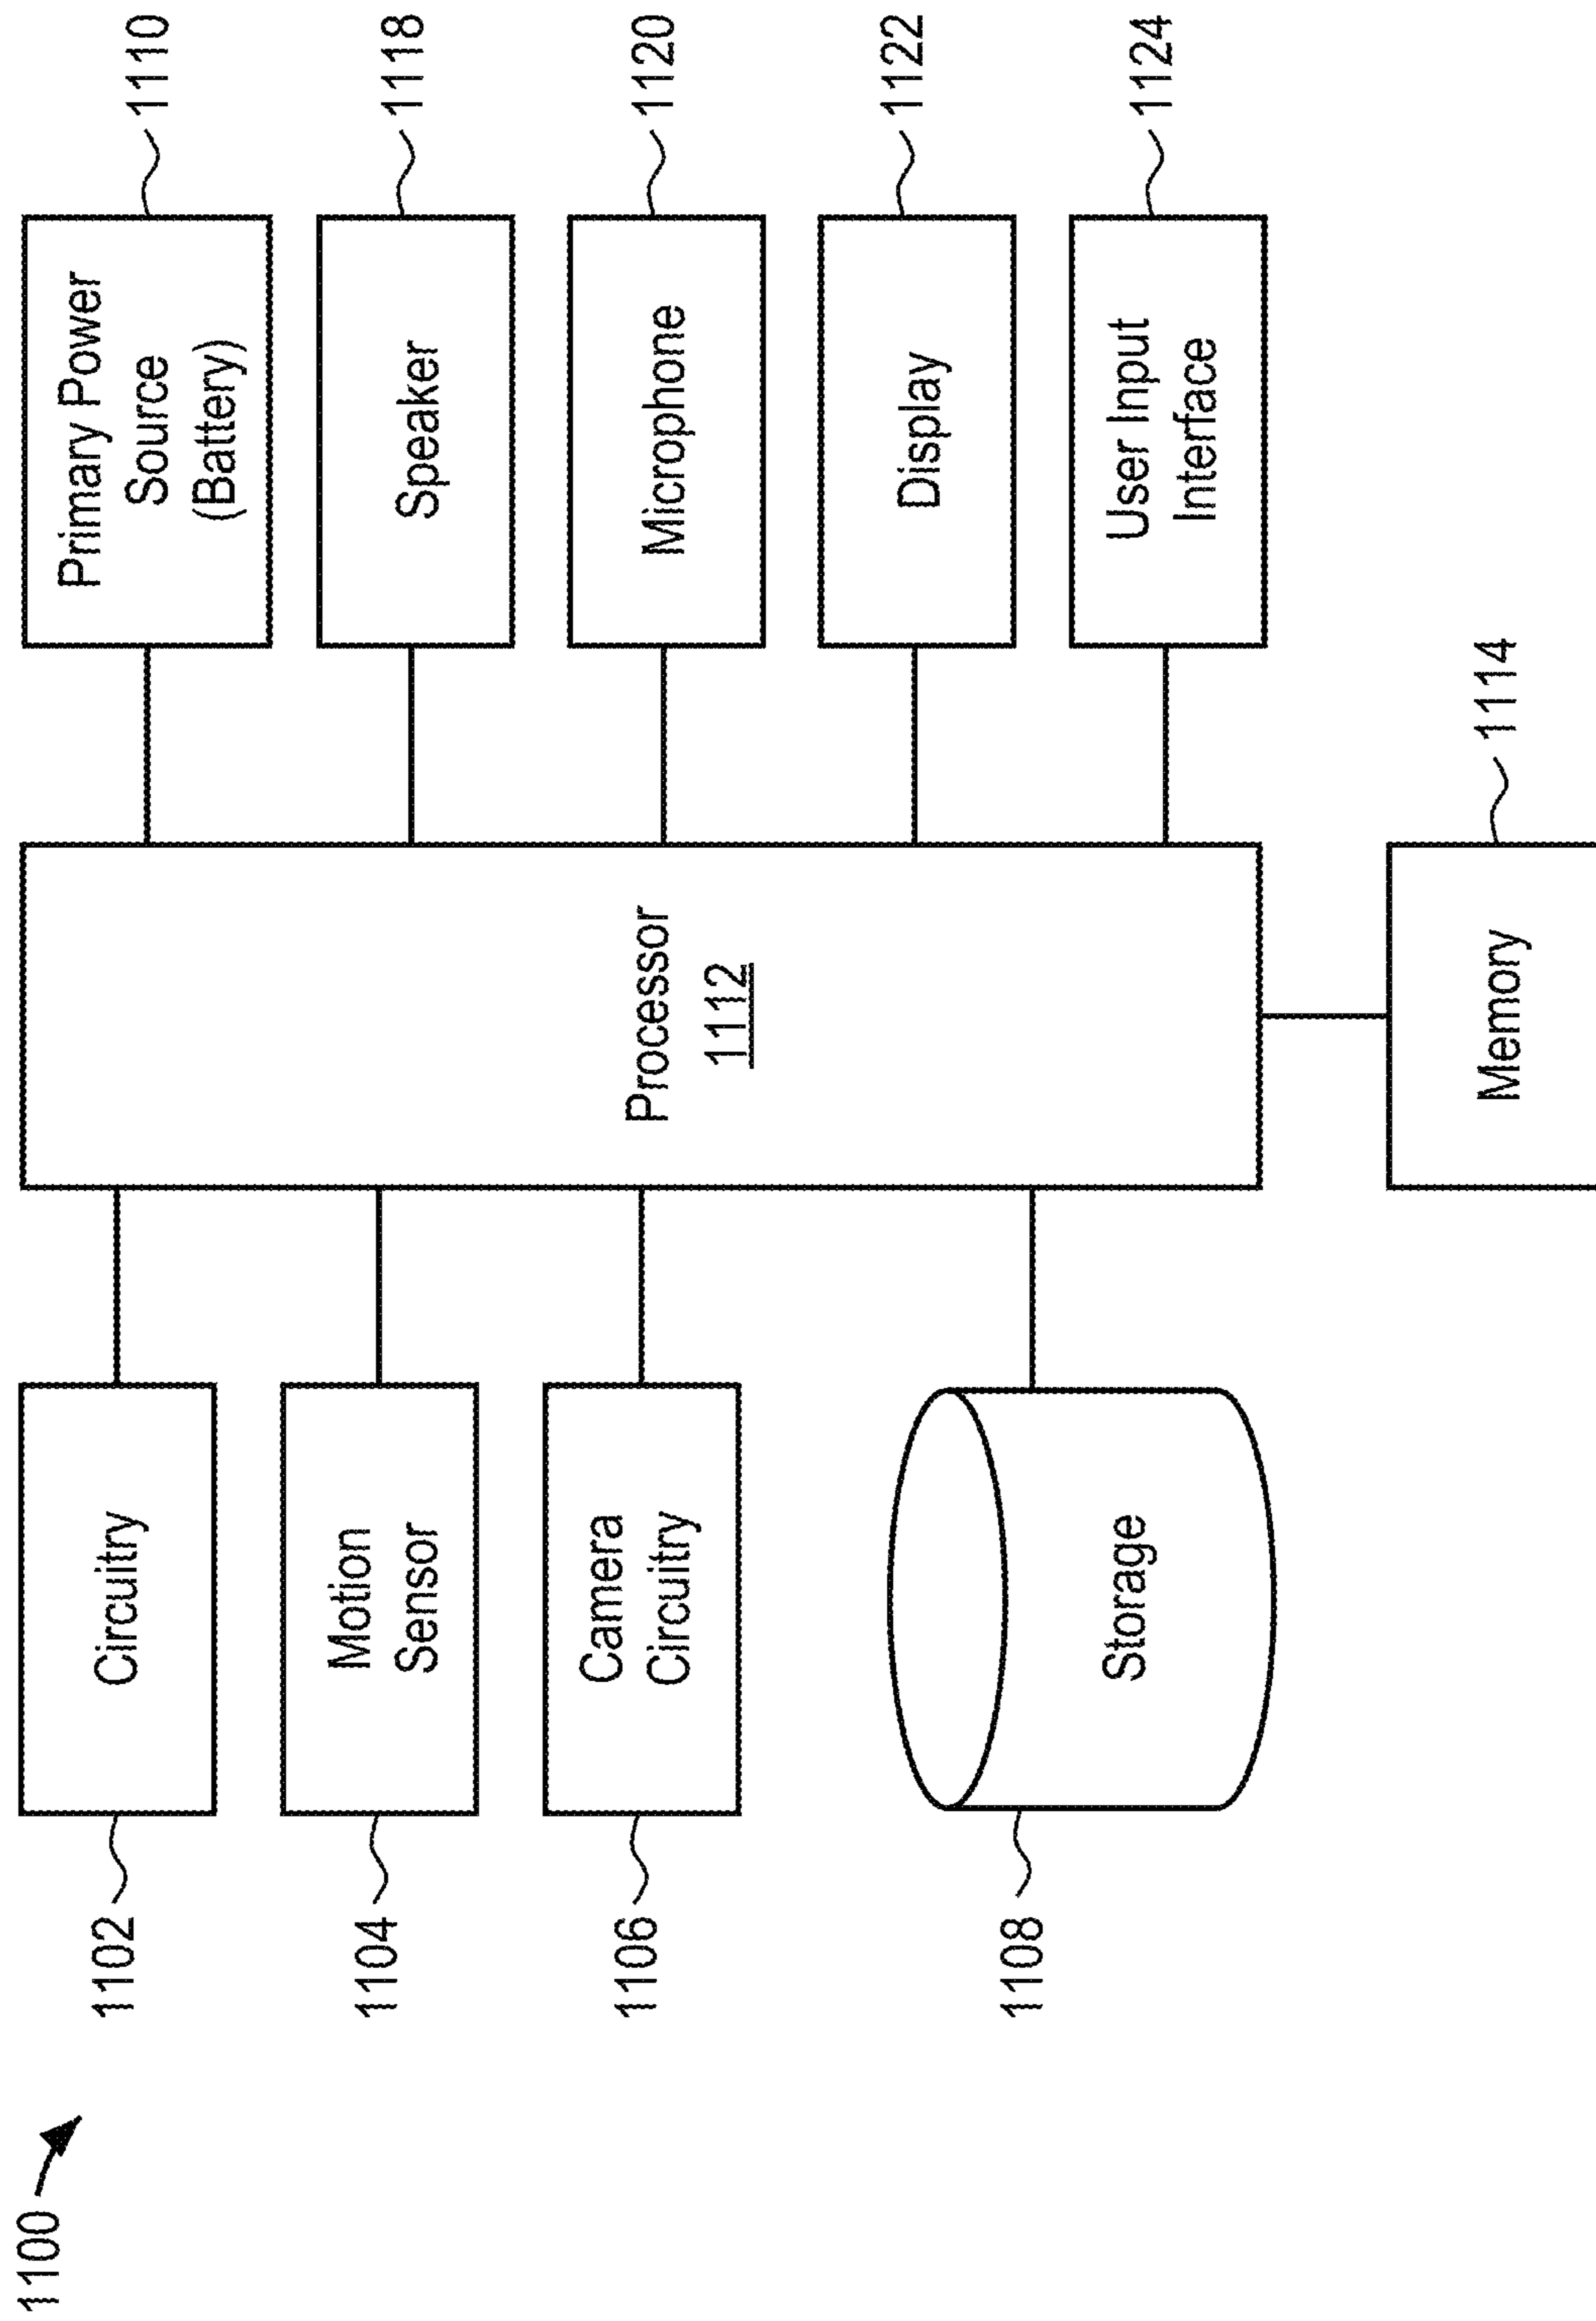 1100
1102
Circuitry
1104
Motion
Sensor
1106
Camera
Circuitry
1108
Storage
Processor
1112
Primary Power
Source
(Battery)
1110
Speaker
1118
Microphone
1120
Display
1122
User Input
Interface
1124
Memory
1114